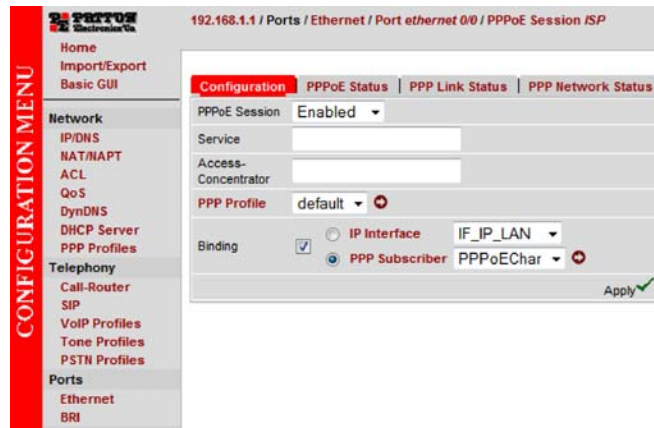 PATTON
Electronics Co.
192.168.1.1 / Ports / Ethernet / Port ethernet 0/0 / PPPoE Session ISP
CONFIGURATION MENU
Home
Import/Export
Basic GUI
Network
IP/DNS
NAT/NAPT
ACL
QoS
DynDNS
DHCP Server
PPP Profiles
Telephony
Call-Router
SIP
VoIP Profiles
Tone Profiles
PSTN Profiles
Ports
Ethernet
BRI
Configuration PPPoE Status PPP Link Status PPP Network Status
PPPoE Session Enabled
Service
Access-
Concentrator
PPP Profile default
Binding
IP Interface IF_IP_LAN
PPP Subscriber PPPoEChar
Apply